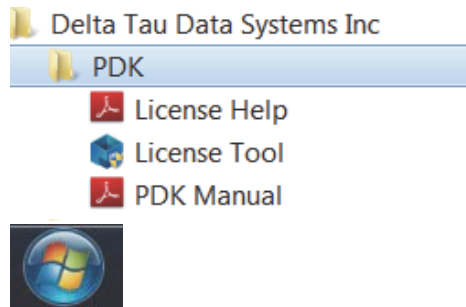 Delta Tau Data Systems Inc
PDK
License Help
License Tool
PDK Manual